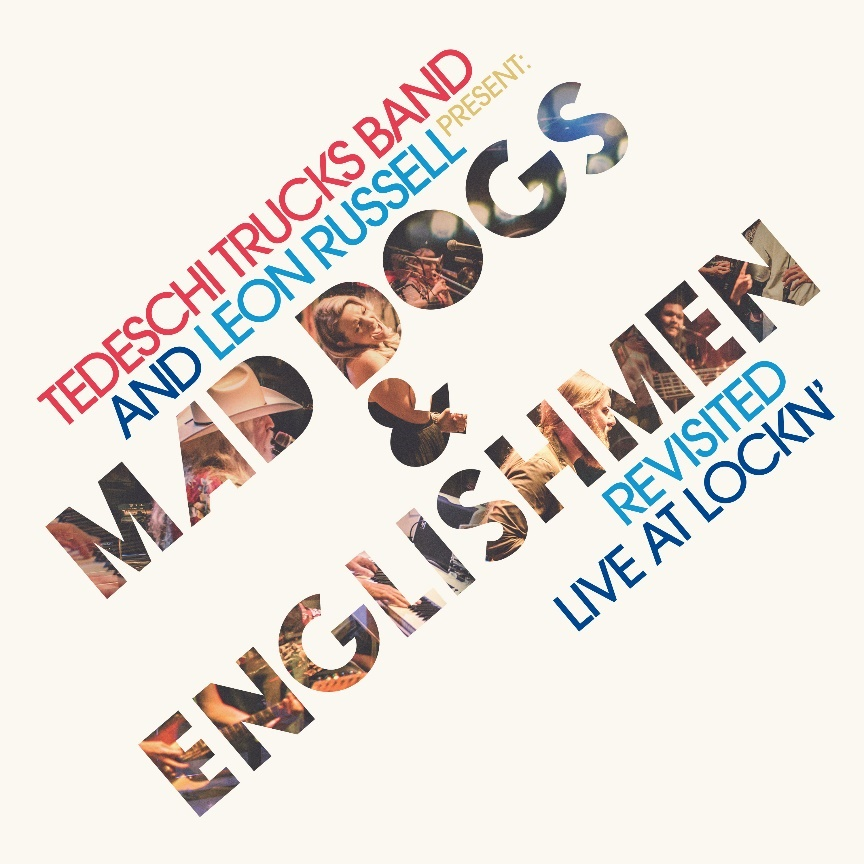 TEDESCHI TRUCKS BAND
AND LEON RUSSELL PRESENT:
MAD DOGS
&
ENGLISHMEN
REVISITED
LIVE AT LOCKN'